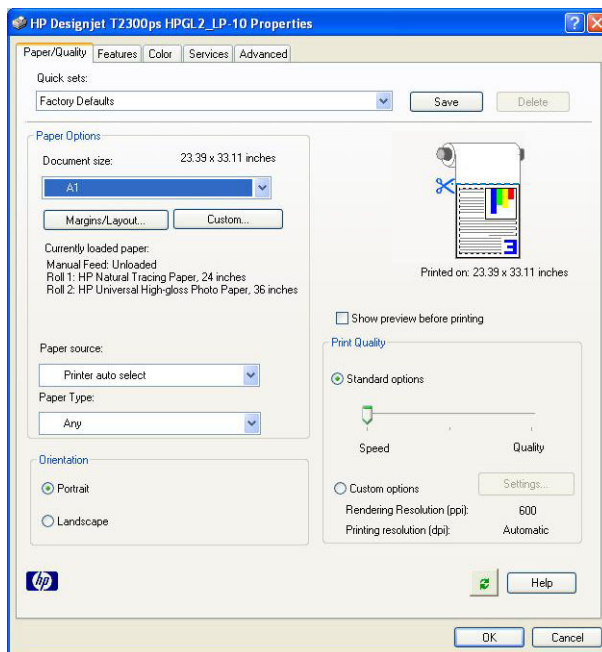 HP Designjet T2300ps HPGL2_LP-10 Properties
Paper/Quality Features Color Services Advanced
Quick sets:
Factory Defaults Save Delete
Paper Options
Document size: 23.39 x 33.11 inches
A1
Margins/Layout... Custom...
Currently loaded paper:
Manual Feed: Unloaded
Roll 1: HP Natural Tracing Paper, 24 inches
Roll 2: HP Universal High-gloss Photo Paper, 36 inches
Paper source:
Printer auto select
Paper Type:
Any
Orientation
Portrait
Landscape
3
Printed on: 23.39 x 33.11 inches
Show preview before printing
Print Quality
Standard options
Speed Quality
Custom options Settings...
Rendering Resolution (ppi): 600
Printing resolution (dpi): Automatic
hp
Help
OK Cancel